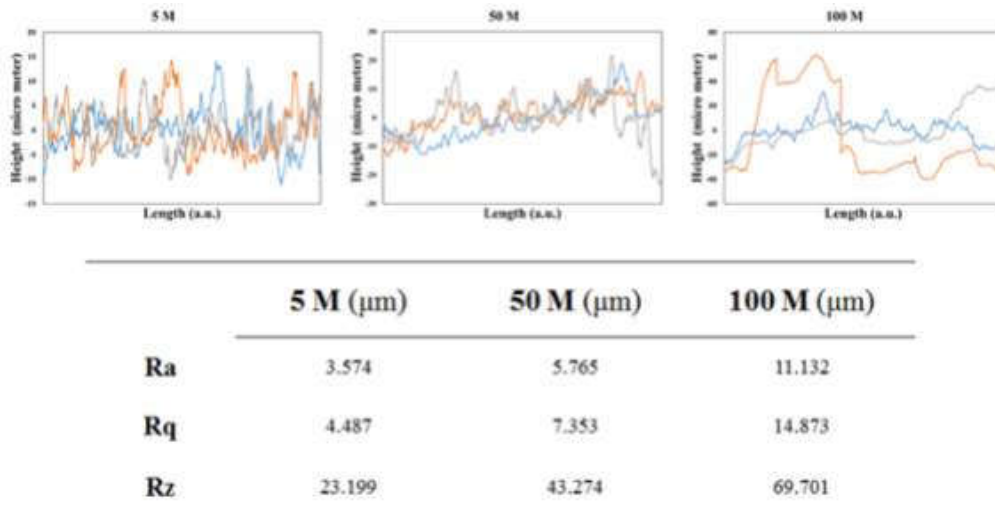 5 M
50 M
100 M
Height (micro meter)
Height (micro meter)
Height (micro meter)
Length (a.u.)
Length (a.u.)
Length (a.u.)
5 M (μm) 50 M (μm) 100 M (μm)
Ra 3.574 5.765 11.132
Rq 4.487 7.353 14.873
Rz 23.199 43.274 69.701